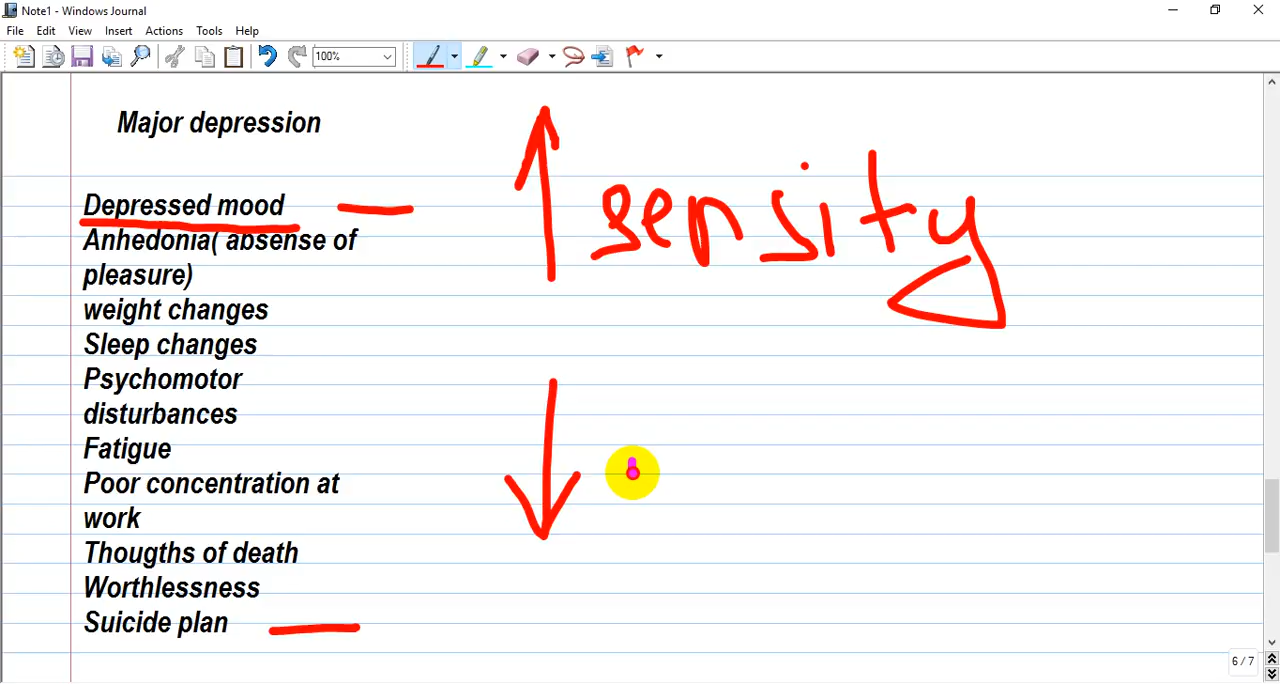 Note1 - Windows Journal
File Edit View Insert Actions Tools Help
100%
Major depression
Depressed mood
Anhedonia( absense of
pleasure)
weight changes
Sleep changes
Psychomotor
disturbances
Fatigue
Poor concentration at
work
Thougths of death
Worthlessness
Suicide plan
sensity
6 / 7